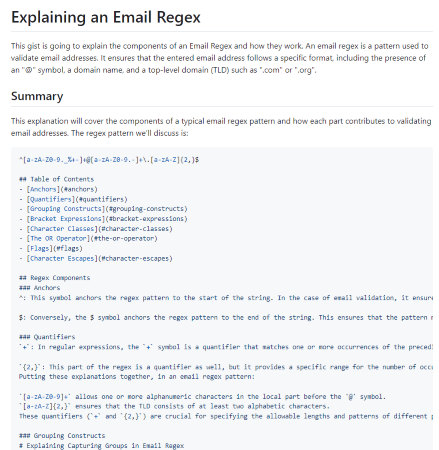 Explaining an Email Regex
This gist is going to explain the components of an Email Regex and how they work. An email regex is a pattern used to
validate email addresses. It ensures that the entered email address follows a specific format, including the presence of
an "@" symbol, a domain name, and a top-level domain (TLD) such as ".com" or ".org".
Summary
This explanation will cover the components of a typical email regex pattern and how each part contributes to validating
email addresses. The regex pattern we'll discuss is:
^[a-zA-Z0-9._%+-]+@[a-zA-Z0-9.-]+\.[a-zA-Z]{2,}$
## Table of Contents
- [Anchors](#anchors)
- [Quantifiers](#quantifiers)
- [Grouping Constructs](#grouping-constructs)
- [Bracket Expressions](#bracket-expressions)
- [Character Classes](#character-classes)
- [The OR Operator](#the-or-operator)
- [Flags](#flags)
- [Character Escapes](#character-escapes)
## Regex Components
### Anchors
^: This symbol anchors the regex pattern to the start of the string. In the case of email validation, it ensure
$: Conversely, the $ symbol anchors the regex pattern to the end of the string. This ensures that the pattern
### Quantifiers
`+`: In regular expressions, the `+` symbol is a quantifier that matches one or more occurrences of the preced
`{2,}`: This part of the regex is a quantifier as well, but it provides a specific range for the number of occu
Putting these explanations together, in an email regex pattern:
`[a-zA-Z0-9]+` allows one or more alphanumeric characters in the local part before the `@` symbol.
`[a-zA-Z]{2,}` ensures that the TLD consists of at least two alphabetic characters.
These quantifiers (`+` and `{2,}`) are crucial for specifying the allowable lengths and patterns of different
### Grouping Constructs
# Explaining Capturing Groups in Email Regex